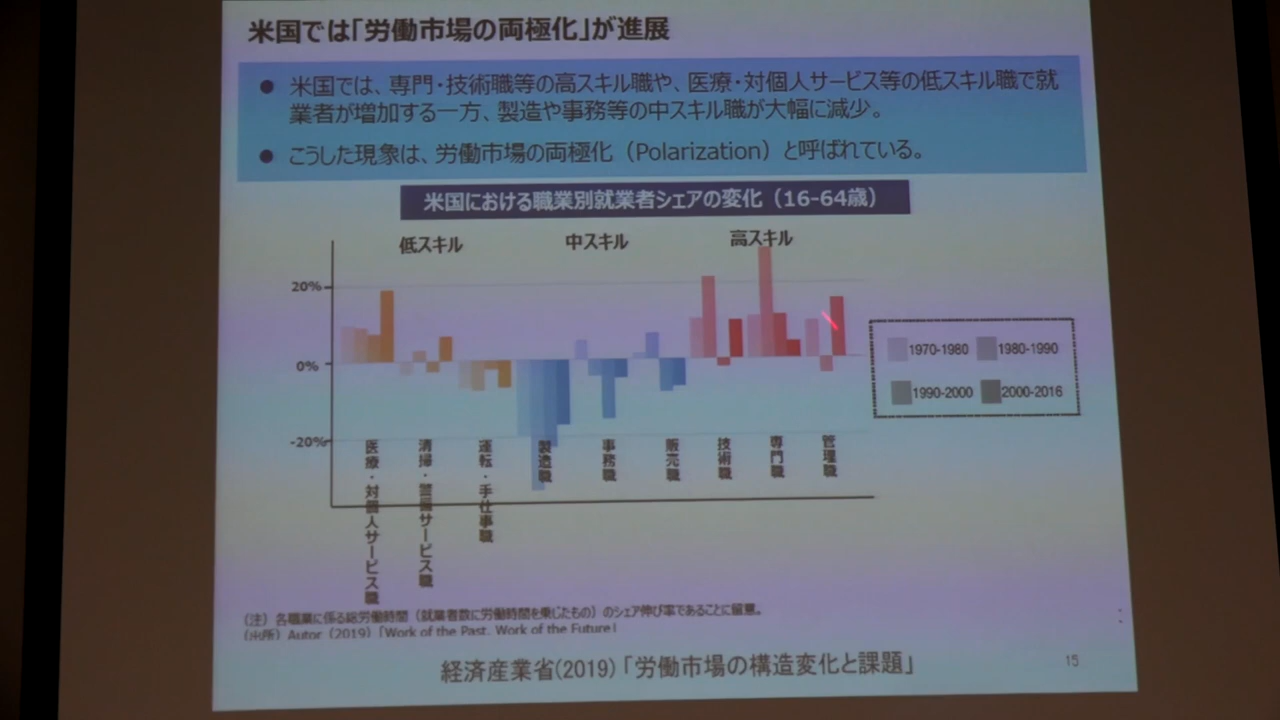 米国では「労働市場の両極化」が進展
● 米国では、専門・技術職等の高スキル職や、医療・対個人サービス等の低スキル職で就
業者が増加する一方、製造や事務等の中スキル職が大幅に減少。
● こうした現象は、労働市場の両極化（Polarization）と呼ばれている。
米国における職業別就業者シェアの変化（16-64歳）
低スキル 中スキル 高スキル
20%
0%
-20%
医療・対個人サービス職
清掃・警備サービス職
運転・手仕事職
製造職
事務職
販売職
技術職
専門職
管理職
1970-1980 1980-1990
1990-2000 2000-2016
（注）各職業に係る総労働時間（就業者数に労働時間を乗じたもの）のシェア伸び率であることに留意。
（出所）Autor（2019）「Work of the Past, Work of the Future」
経済産業省(2019)「労働市場の構造変化と課題」
15